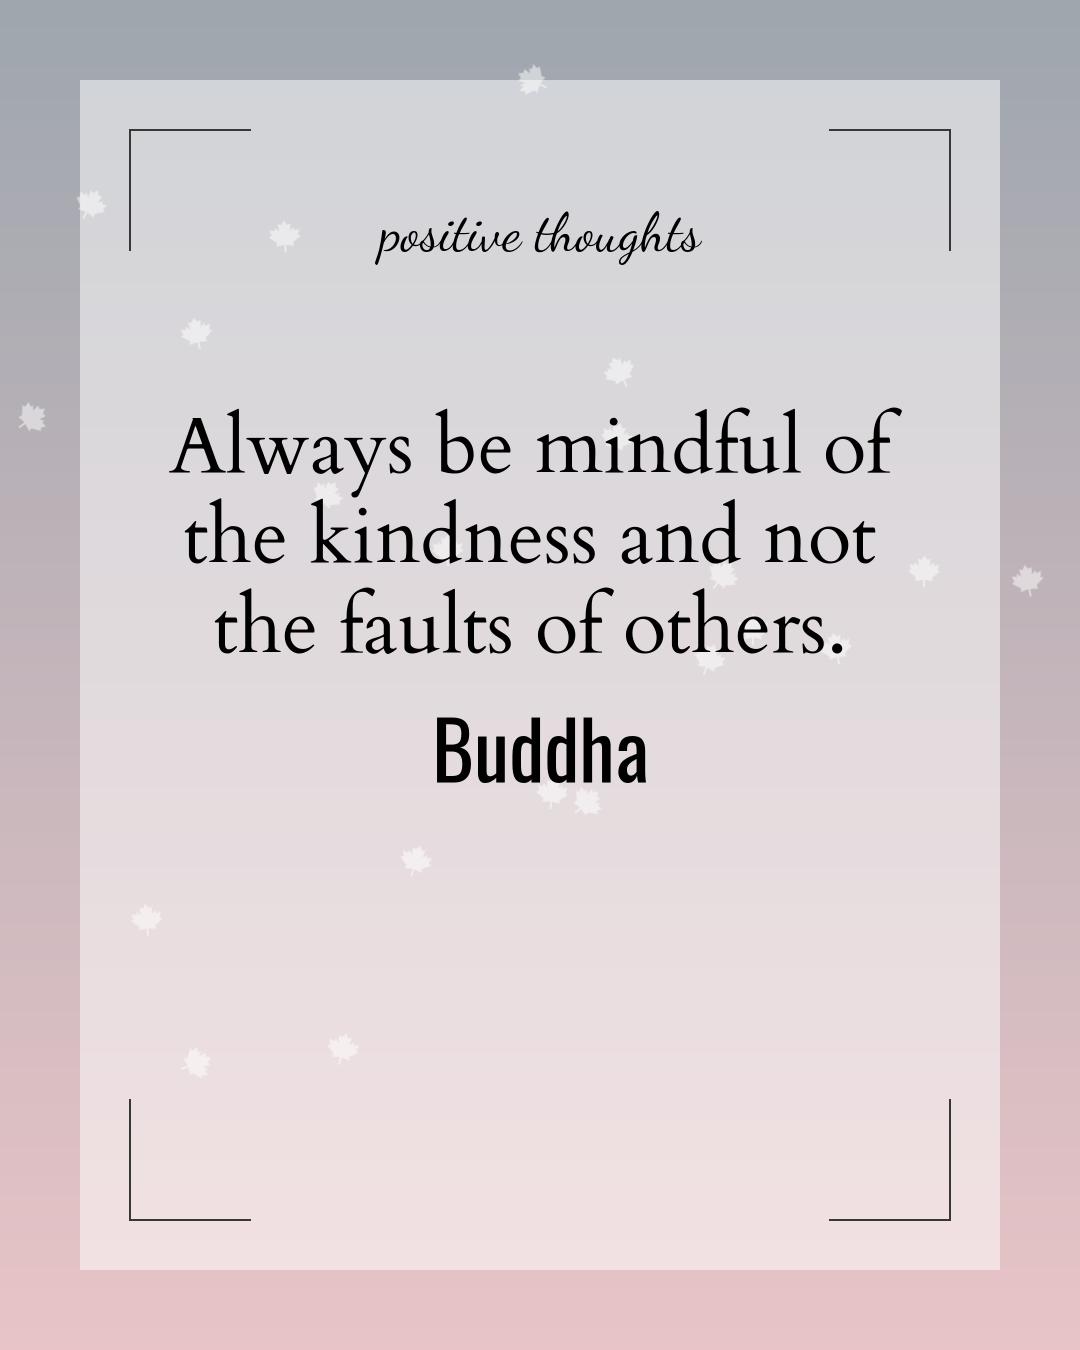 positive thoughts
Always be mindful of
the kindness and not
the faults of others.
Buddha